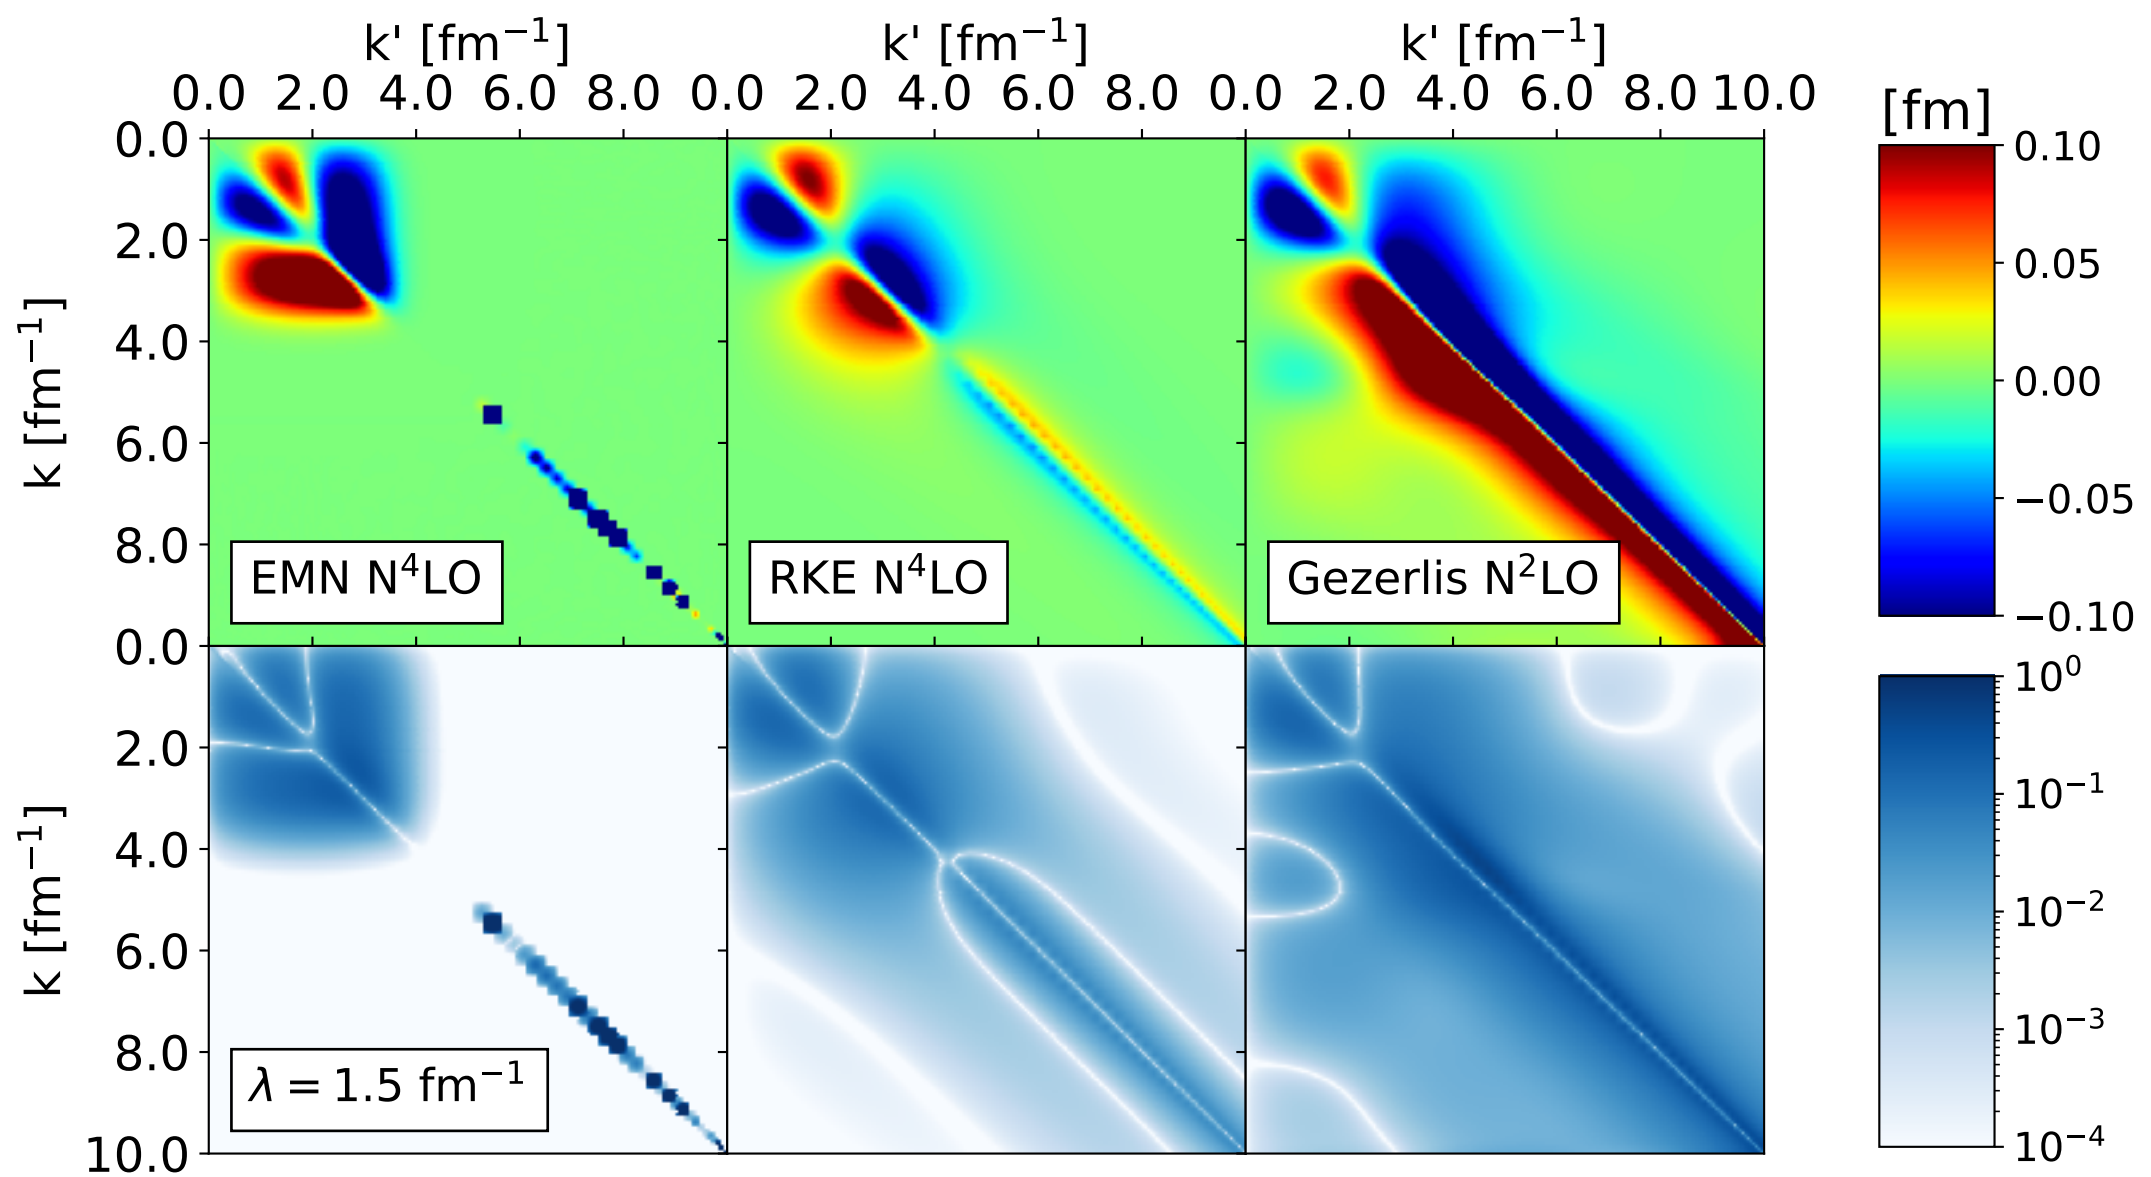 k' [fm⁻¹] k' [fm⁻¹] k' [fm⁻¹]
0.0 2.0 4.0 6.0 8.0 0.0 2.0 4.0 6.0 8.0 0.0 2.0 4.0 6.0 8.0 10.0
[fm]
0.0
2.0
4.0
6.0
8.0
k [fm⁻¹]
EMN N⁴LO
RKE N⁴LO
Gezerlis N²LO
0.10
0.05
0.00
−0.05
−0.10
0.0
2.0
4.0
6.0
8.0
10.0
k [fm⁻¹]
λ = 1.5 fm⁻¹
10⁰
10⁻¹
10⁻²
10⁻³
10⁻⁴